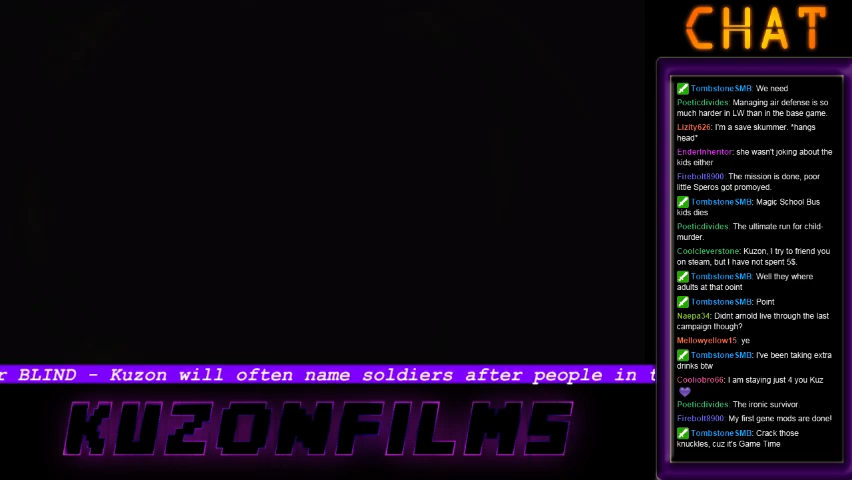 CHAT
TombstoneSMB: We need
Poeticdivides: Managing air defense is so
much harder in LW than in the base game.
Lizity626: I'm a save skummer. *hangs
head*
EnderInheritor: she wasn't joking about the
kids either
Firebolt8900: The mission is done, poor
little Speros got promoyed.
TombstoneSMB: Magic School Bus
kids dies
Poeticdivides: The ultimate run for child-
murder.
Coolcleverstone: Kuzon, I try to friend you
on steam, but I have not spent 5$.
TombstoneSMB: Well they where
adults at that ooint
TombstoneSMB: Point
Naepa34: Didnt arnold live through the last
campaign though?
Mellowyellow15: ye
TombstoneSMB: I've been taking extra
drinks btw
Cooliobro66: I am staying just 4 you Kuz
Poeticdivides: The ironic survivor.
Firebolt8900: My first gene mods are done!
TombstoneSMB: Crack those
knuckles, cuz it's Game Time
r BLIND - Kuzon will often name soldiers after people in t
KUZONFILMS